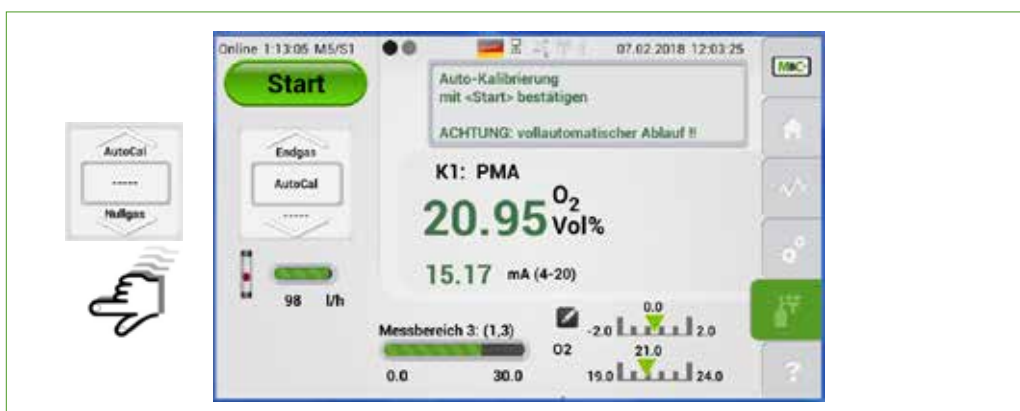 AutoCal
-----
Nullgas
Online 1:13:05 M5/S1
07.02.2018 12:03:25
Start
Auto-Kalibrierung
mit «Start» bestätigen
ACHTUNG: vollautomatischer Ablauf !!
Endgas
AutoCal
-----
98 l/h
K1: PMA
20.95 O2 Vol%
15.17 mA (4-20)
Messbereich 3: (1,3)
0.0 30.0
O2
0.0
-2.0 2.0
21.0
19.0 24.0
?